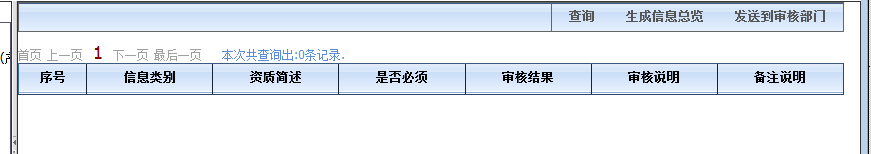 查询 生成信息总览 发送到审核部门
首页 上一页 1 下一页 最后一页 本次共查询出:0条记录.
序号 信息类别 资质简述 是否必须 审核结果 审核说明 备注说明